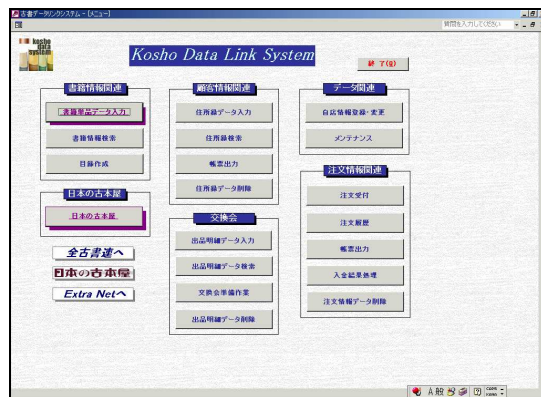 古書データリンクシステム - [メニュー]
質問を入力してください
kosho
data
system
Kosho Data Link System
終 了(Q)
書籍情報関連
書籍単品データ入力
書籍情報検索
目録作成
日本の古本屋
日本の古本屋
全古書連へ
日本の古本屋
Extra Netへ
顧客情報関連
住所録データ入力
住所録検索
帳票出力
住所録データ削除
交換会
出品明細データ入力
出品明細データ検索
交換会準備作業
出品明細データ削除
データ関連
自店情報登録・変更
メンテナンス
注文情報関連
注文受付
注文履歴
帳票出力
入金結果処理
注文情報データ削除
A 般
CAPS
KANA